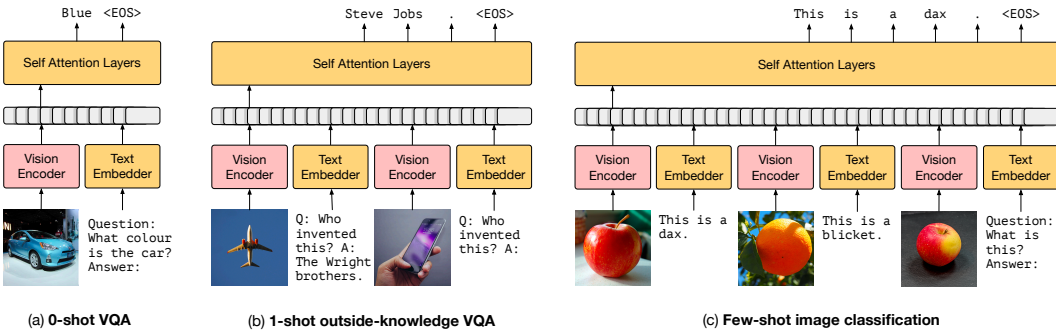 Blue <EOS>
Self Attention Layers
Vision
Encoder
Text
Embedder
Question:
What colour
is the car?
Answer:
(a) 0-shot VQA
Steve Jobs . <EOS>
Self Attention Layers
Vision
Encoder
Text
Embedder
Vision
Encoder
Text
Embedder
Q: Who
invented
this? A:
The Wright
brothers.
Q: Who
invented
this? A:
(b) 1-shot outside-knowledge VQA
This is a dax . <EOS>
Self Attention Layers
Vision
Encoder
Text
Embedder
Vision
Encoder
Text
Embedder
Vision
Encoder
Text
Embedder
This is a
dax.
This is a
blicket.
Question:
What is
this?
Answer:
(c) Few-shot image classification